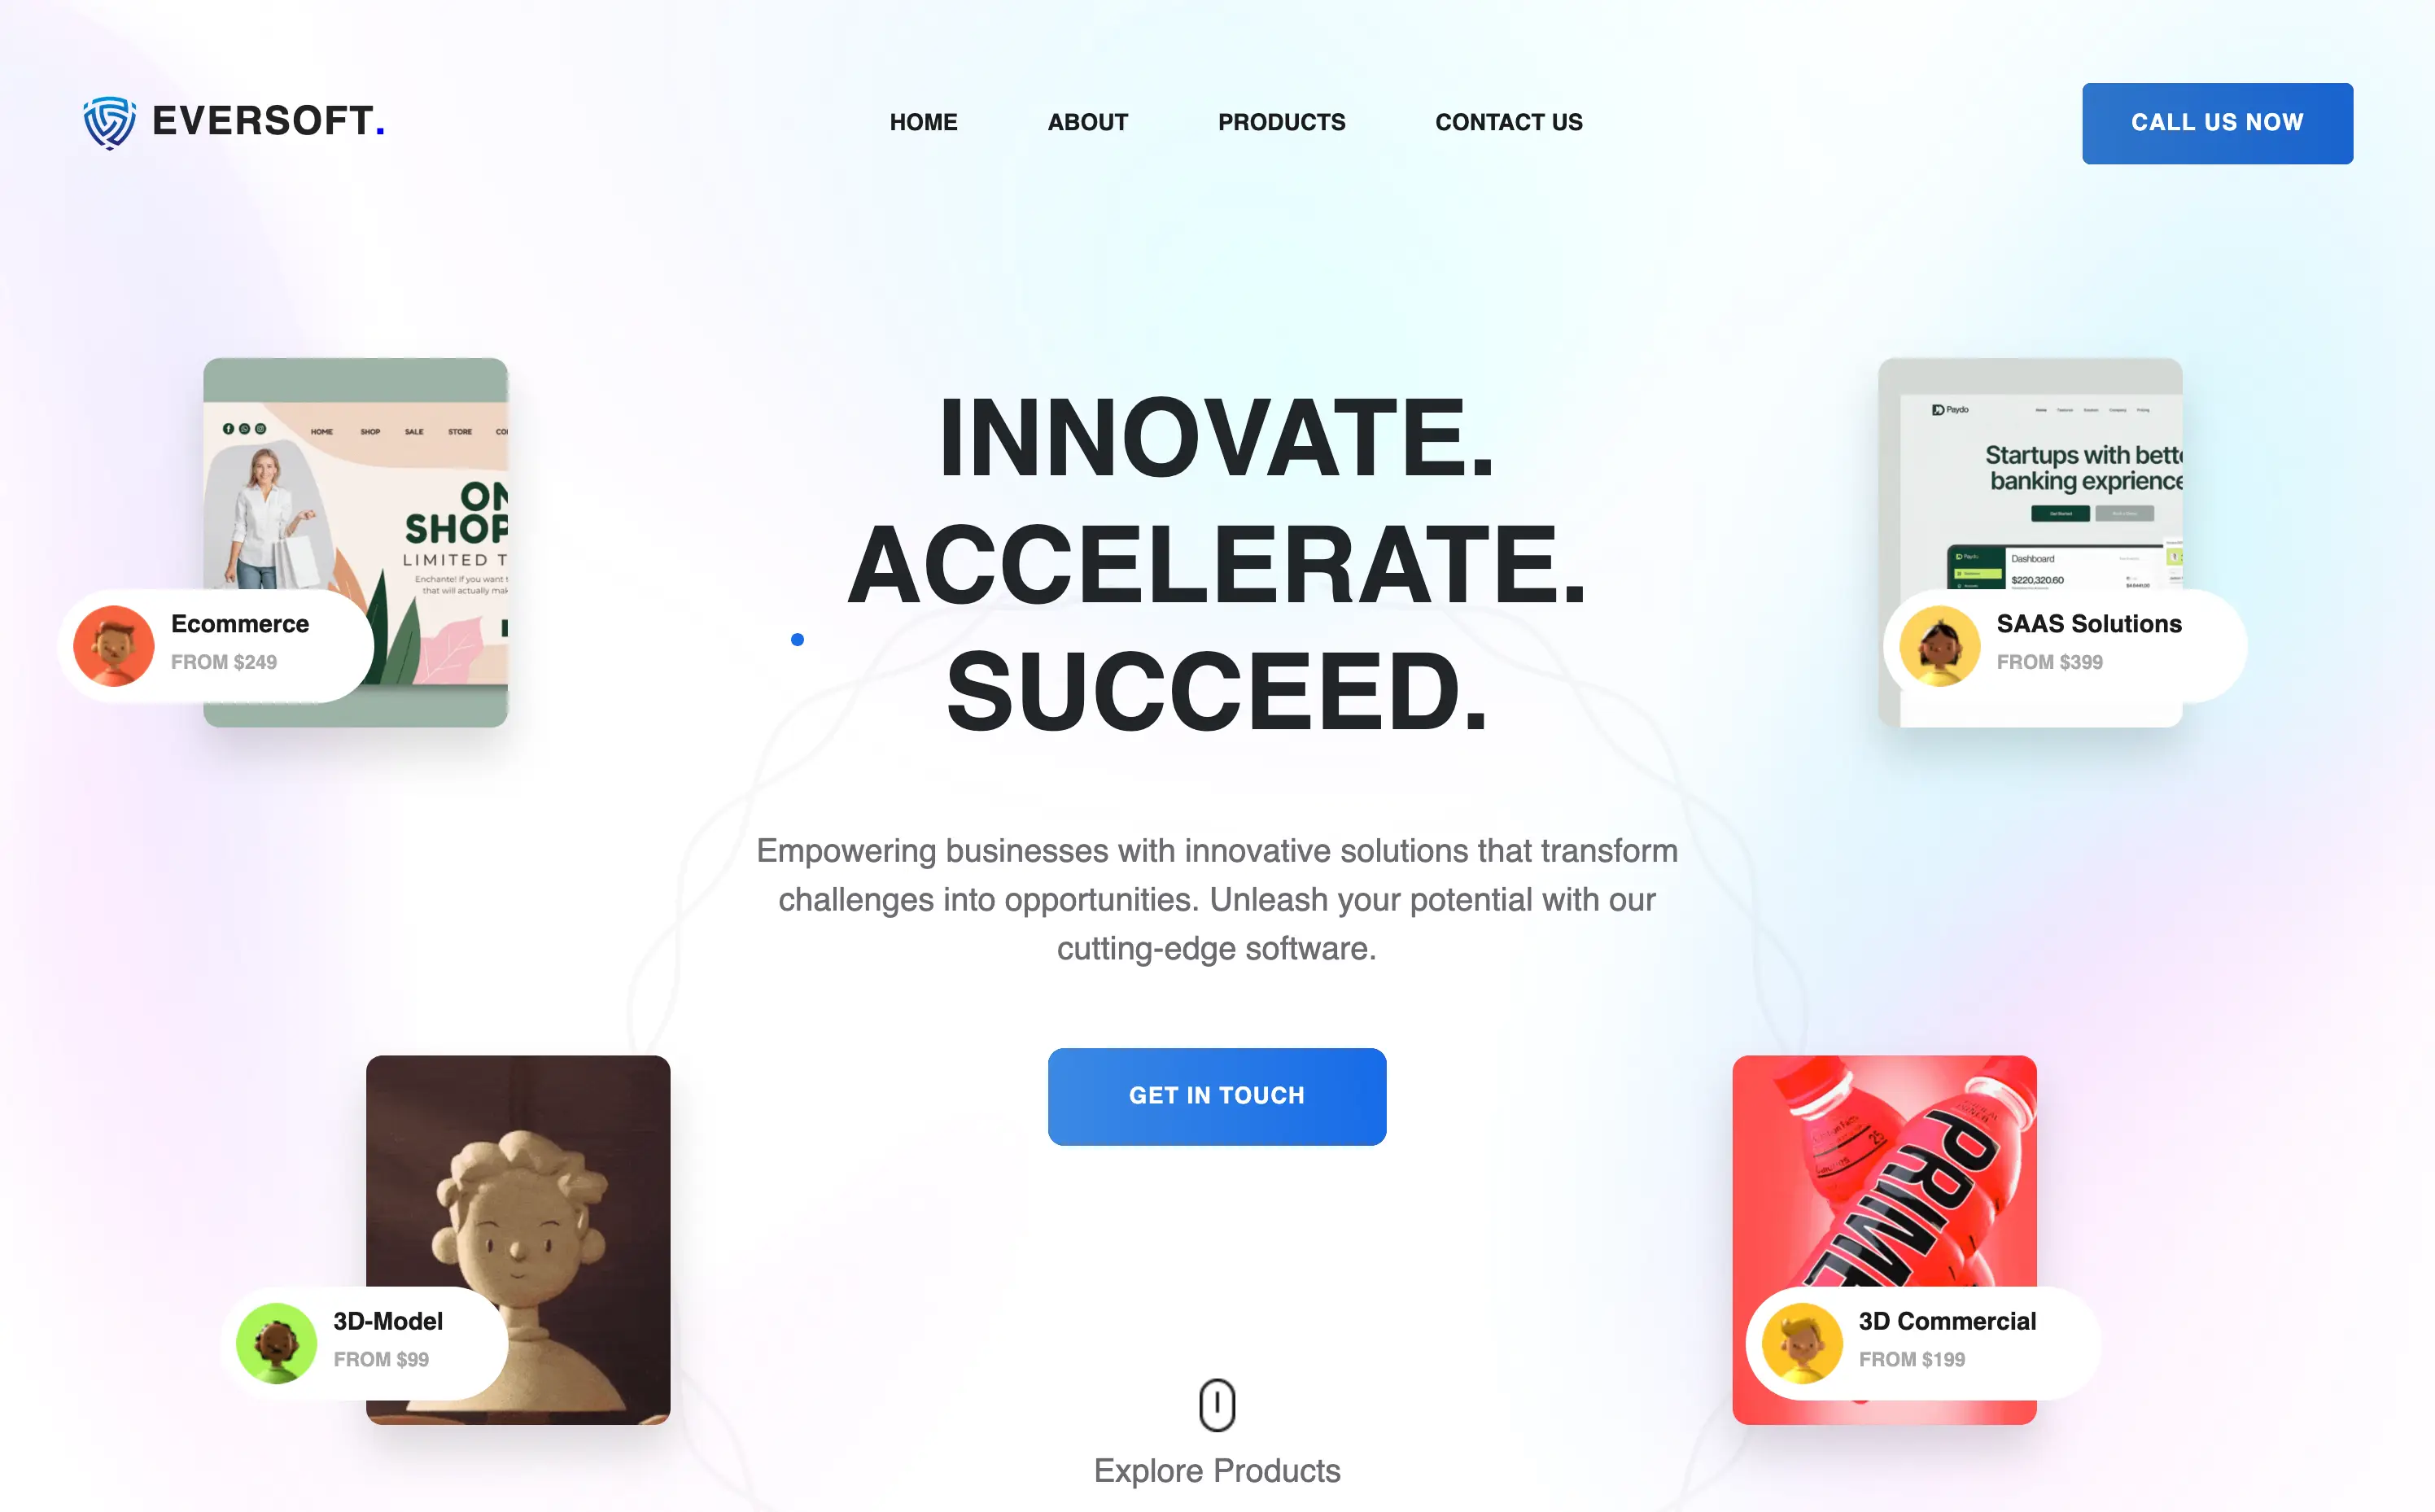 EVERSOFT.
HOME
ABOUT
PRODUCTS
CONTACT US
CALL US NOW
INNOVATE.
ACCELERATE.
SUCCEED.
Empowering businesses with innovative solutions that transform
challenges into opportunities. Unleash your potential with our
cutting-edge software.
GET IN TOUCH
Explore Products
HOME
SHOP
SALE
STORE
CO
ON
SHOP
LIMITED T
Enchante! If you want
that will actually mak
Ecommerce
FROM $249
Paydo
Startups with bett
banking exprience
Dashboard
$220,320.60
SAAS Solutions
FROM $399
3D-Model
FROM $99
PRIME
25
3D Commercial
FROM $199